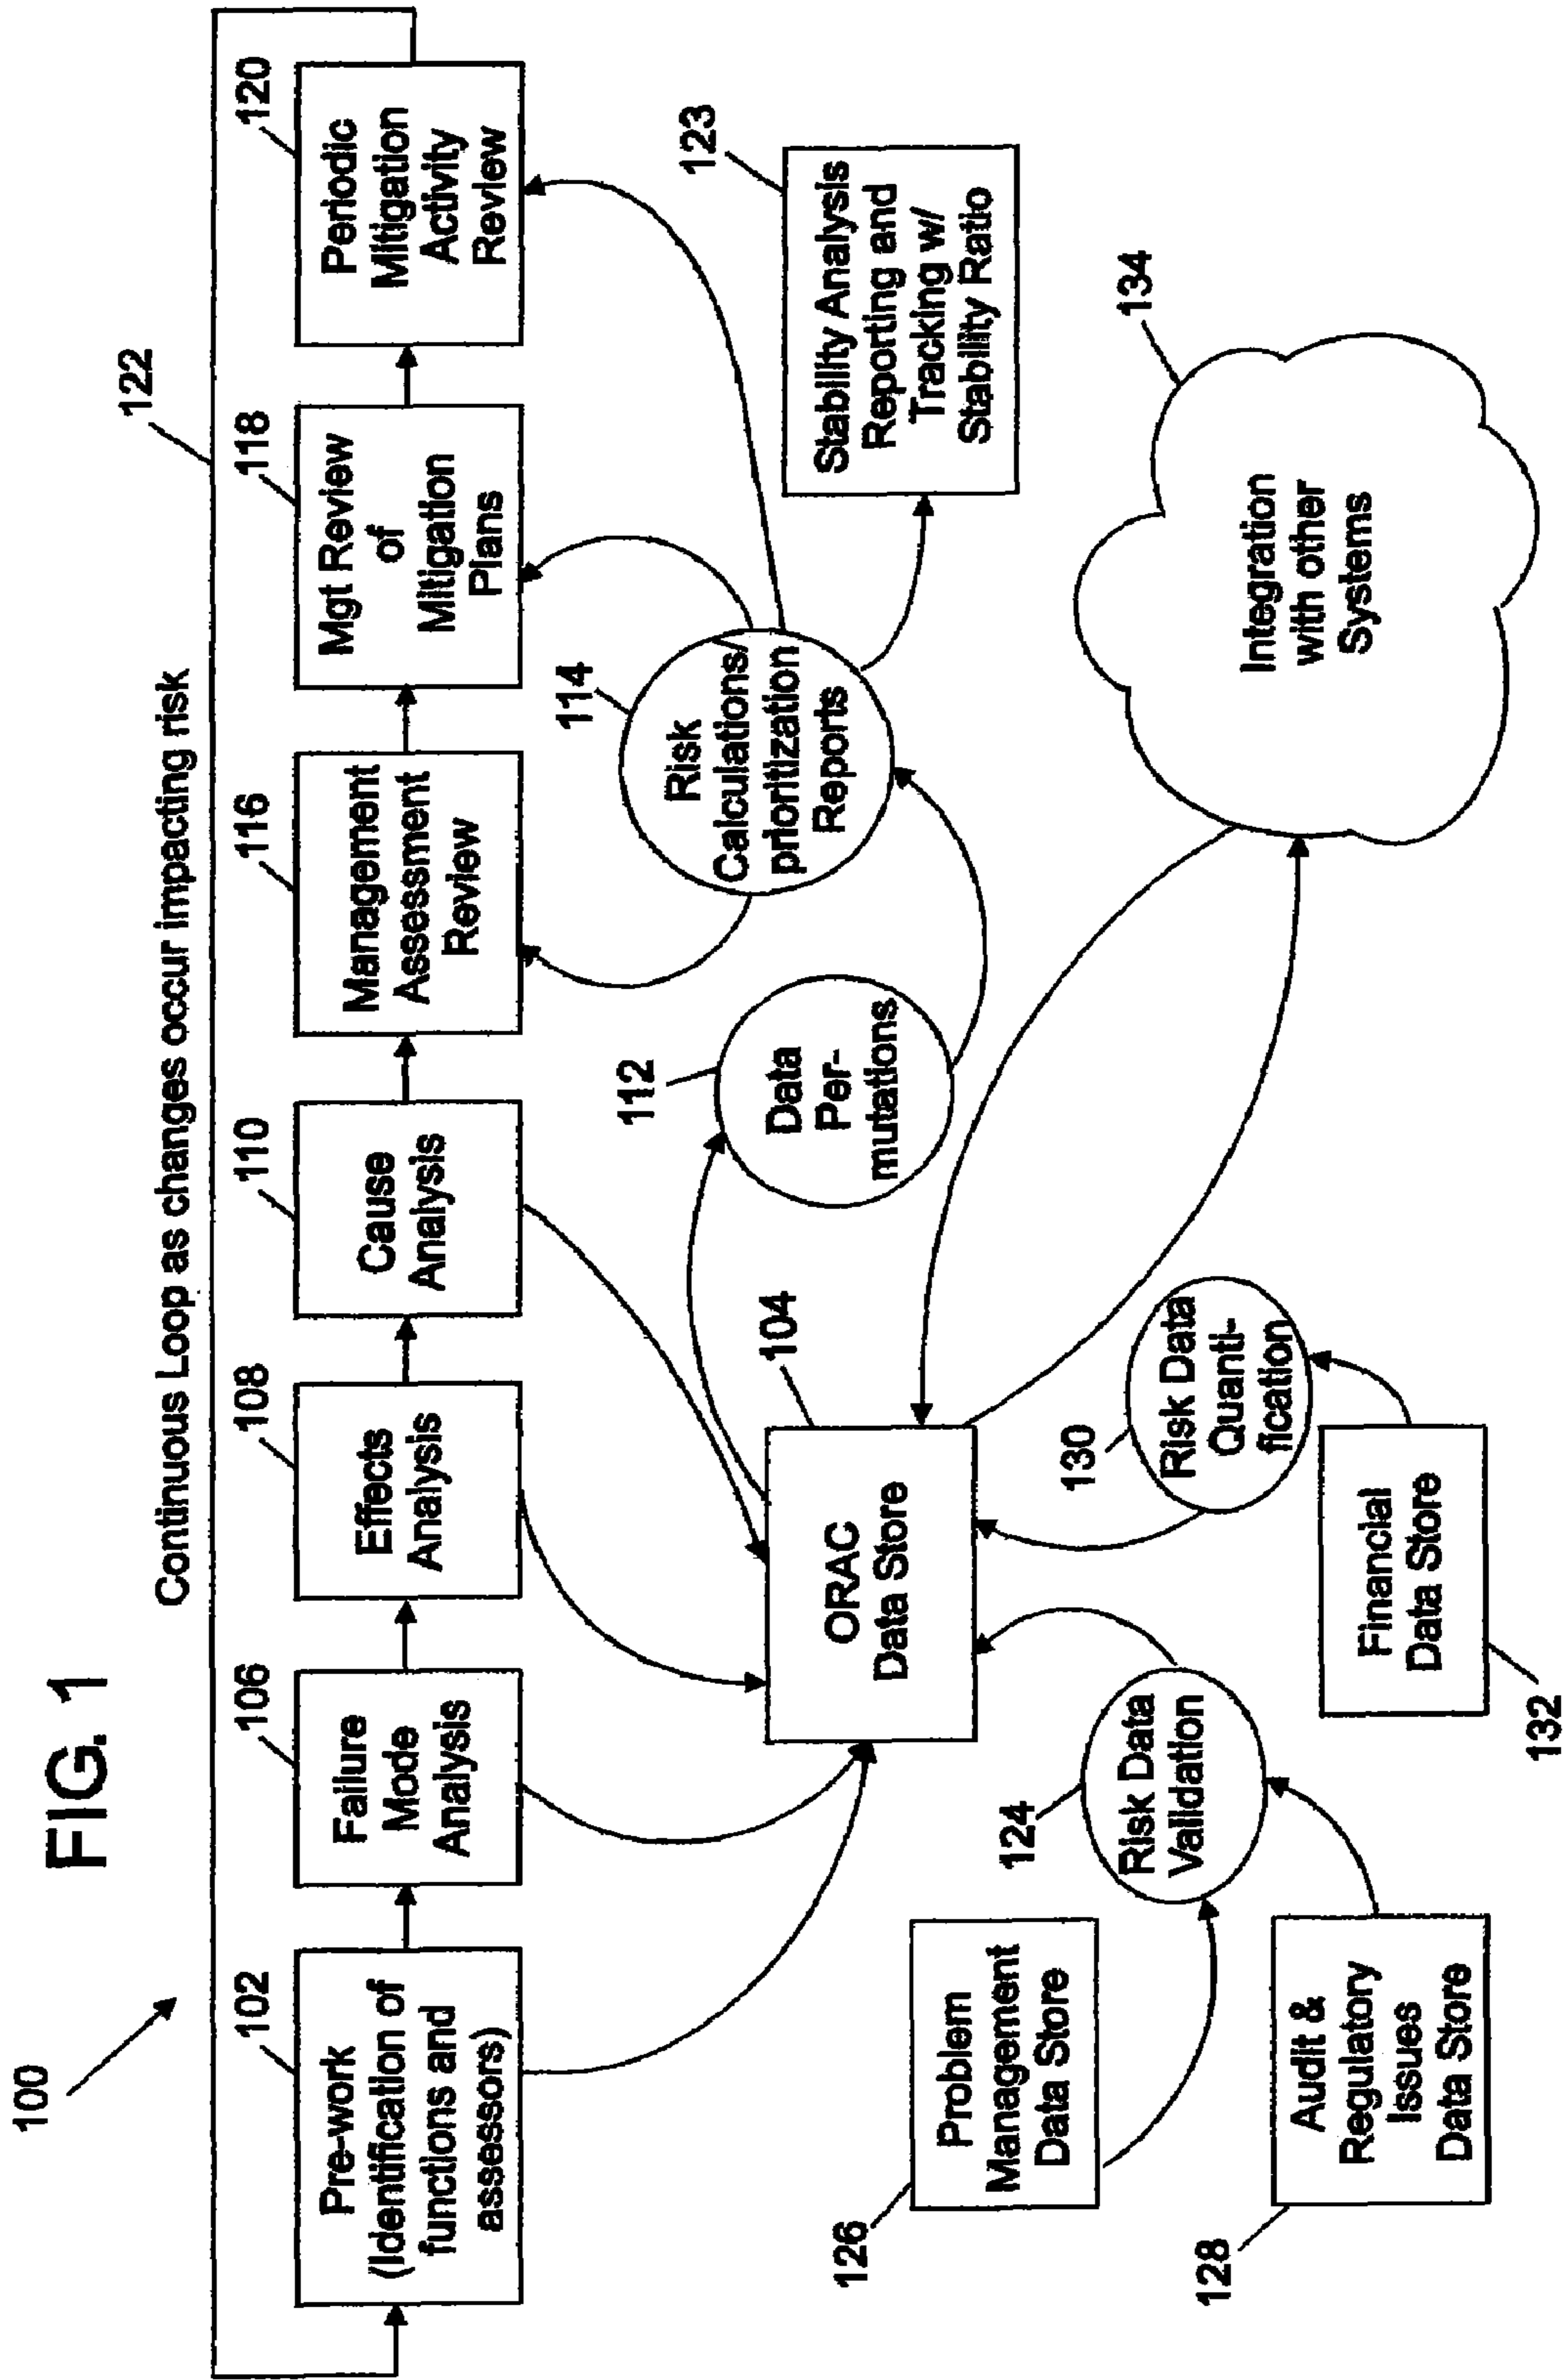 FIG. 1
100
Continuous Loop as changes occur impacting risk
122
102
Pre-work
(Identification of
functions and
assessors)
106
Failure
Mode
Analysis
108
Effects
Analysis
110
Cause
Analysis
116
Management
Assessment
Review
118
Mgt Review
of
Mitigation
Plans
120
Periodic
Mitigation
Activity
Review
104
ORAC
Data Store
112
Data
Per-
mutations
114
Risk
Calculations/
prioritization
Reports
123
Stability Analysis
Reporting and
Tracking w/
Stability Ratio
126
Problem
Management
Data Store
124
Risk Data
Validation
130
Risk Data
Quanti-
fication
134
Integration
with other
Systems
128
Audit &
Regulatory
Issues
Data Store
132
Financial
Data Store